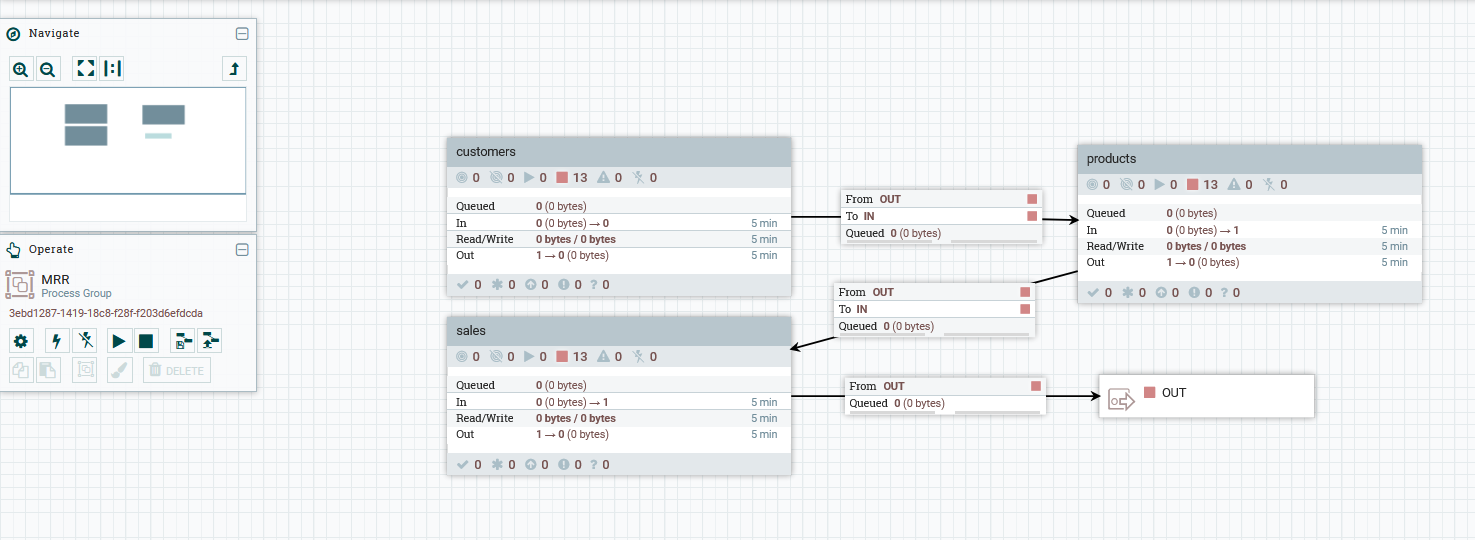 Navigate
Operate
MRR
Process Group
3ebd1287-1419-18c8-f28f-f203d6efdcda
DELETE
customers
0 0 0 13 0 0
Queued 0 (0 bytes)
In 0 (0 bytes) → 0 5 min
Read/Write 0 bytes / 0 bytes 5 min
Out 1 → 0 (0 bytes) 5 min
0 0 0 0 ? 0
From OUT
To IN
Queued 0 (0 bytes)
products
0 0 0 13 0 0
Queued 0 (0 bytes)
In 0 (0 bytes) → 1 5 min
Read/Write 0 bytes / 0 bytes 5 min
Out 1 → 0 (0 bytes) 5 min
0 0 0 0 ? 0
From OUT
To IN
Queued 0 (0 bytes)
sales
0 0 0 13 0 0
Queued 0 (0 bytes)
In 0 (0 bytes) → 1 5 min
Read/Write 0 bytes / 0 bytes 5 min
Out 1 → 0 (0 bytes) 5 min
0 0 0 0 ? 0
From OUT
Queued 0 (0 bytes)
OUT